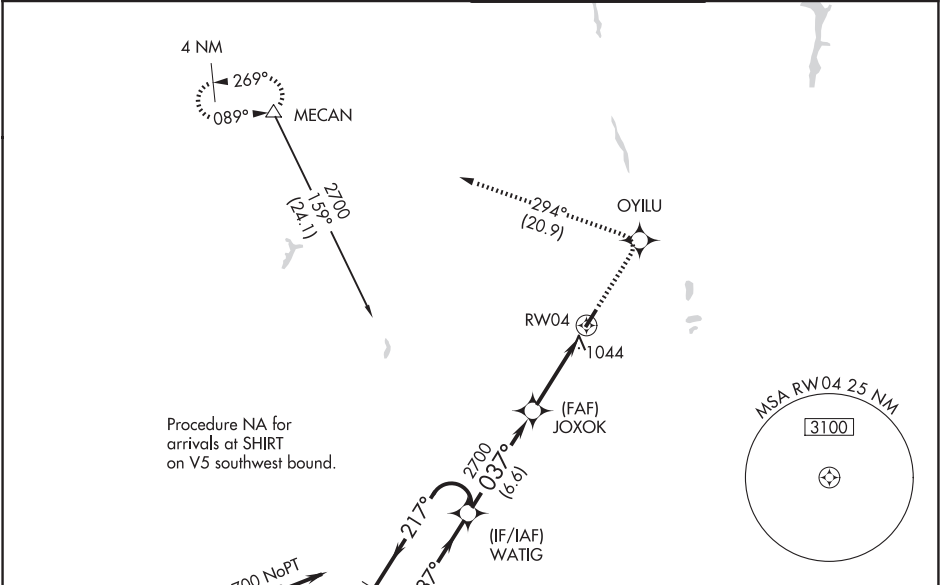 4 NM
269°
089°
MECAN
2700
159°
(24.1)
294°
(20.9)
OYILU
RW04
1044
MSA RW04 25 NM
3100
(FAF)
JOXOK
Procedure NA for
arrivals at SHIRT
on V5 southwest bound.
2700
037°
(6.6)
217°
(IF/IAF)
WATIG
NoPT